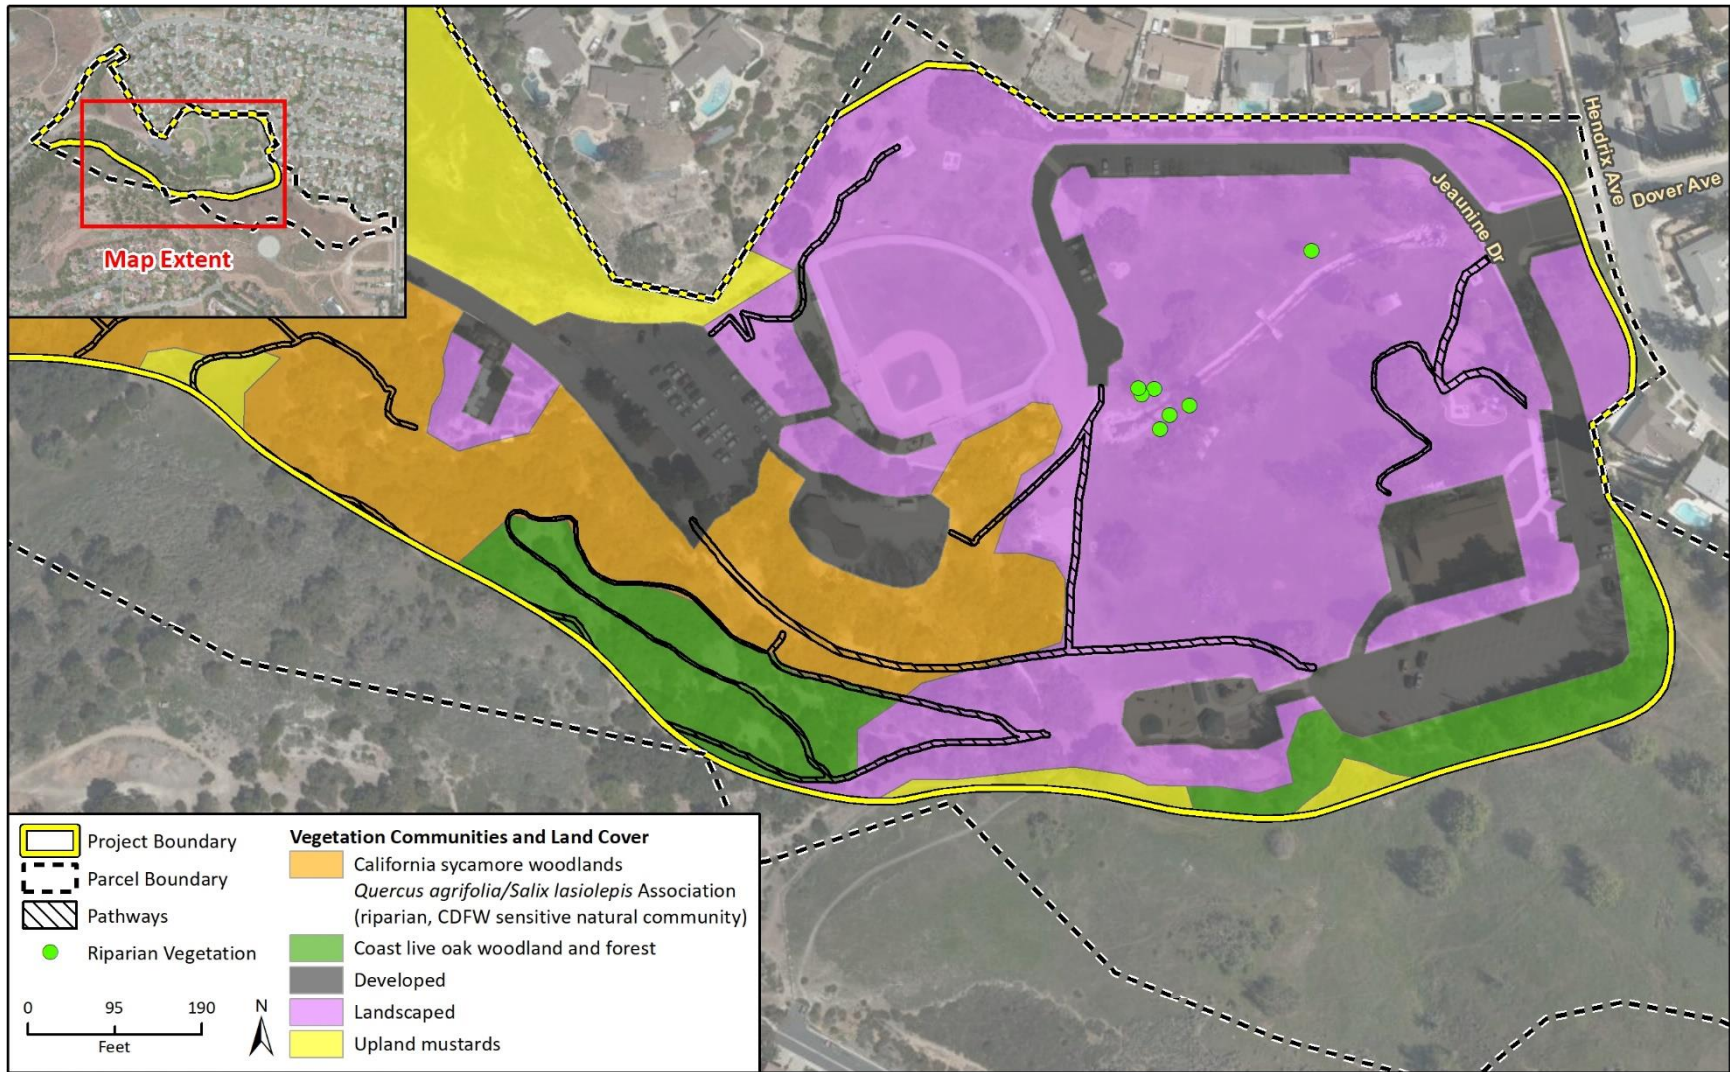 Map Extent
Hendrix Ave
Dover Ave
Jeaunine Dr
Project Boundary
Parcel Boundary
Pathways
Riparian Vegetation
0 95 190
Feet
N
Vegetation Communities and Land Cover
California sycamore woodlands
Quercus agrifolia/Salix lasiolepis Association
(riparian, CDFW sensitive natural community)
Coast live oak woodland and forest
Developed
Landscaped
Upland mustards